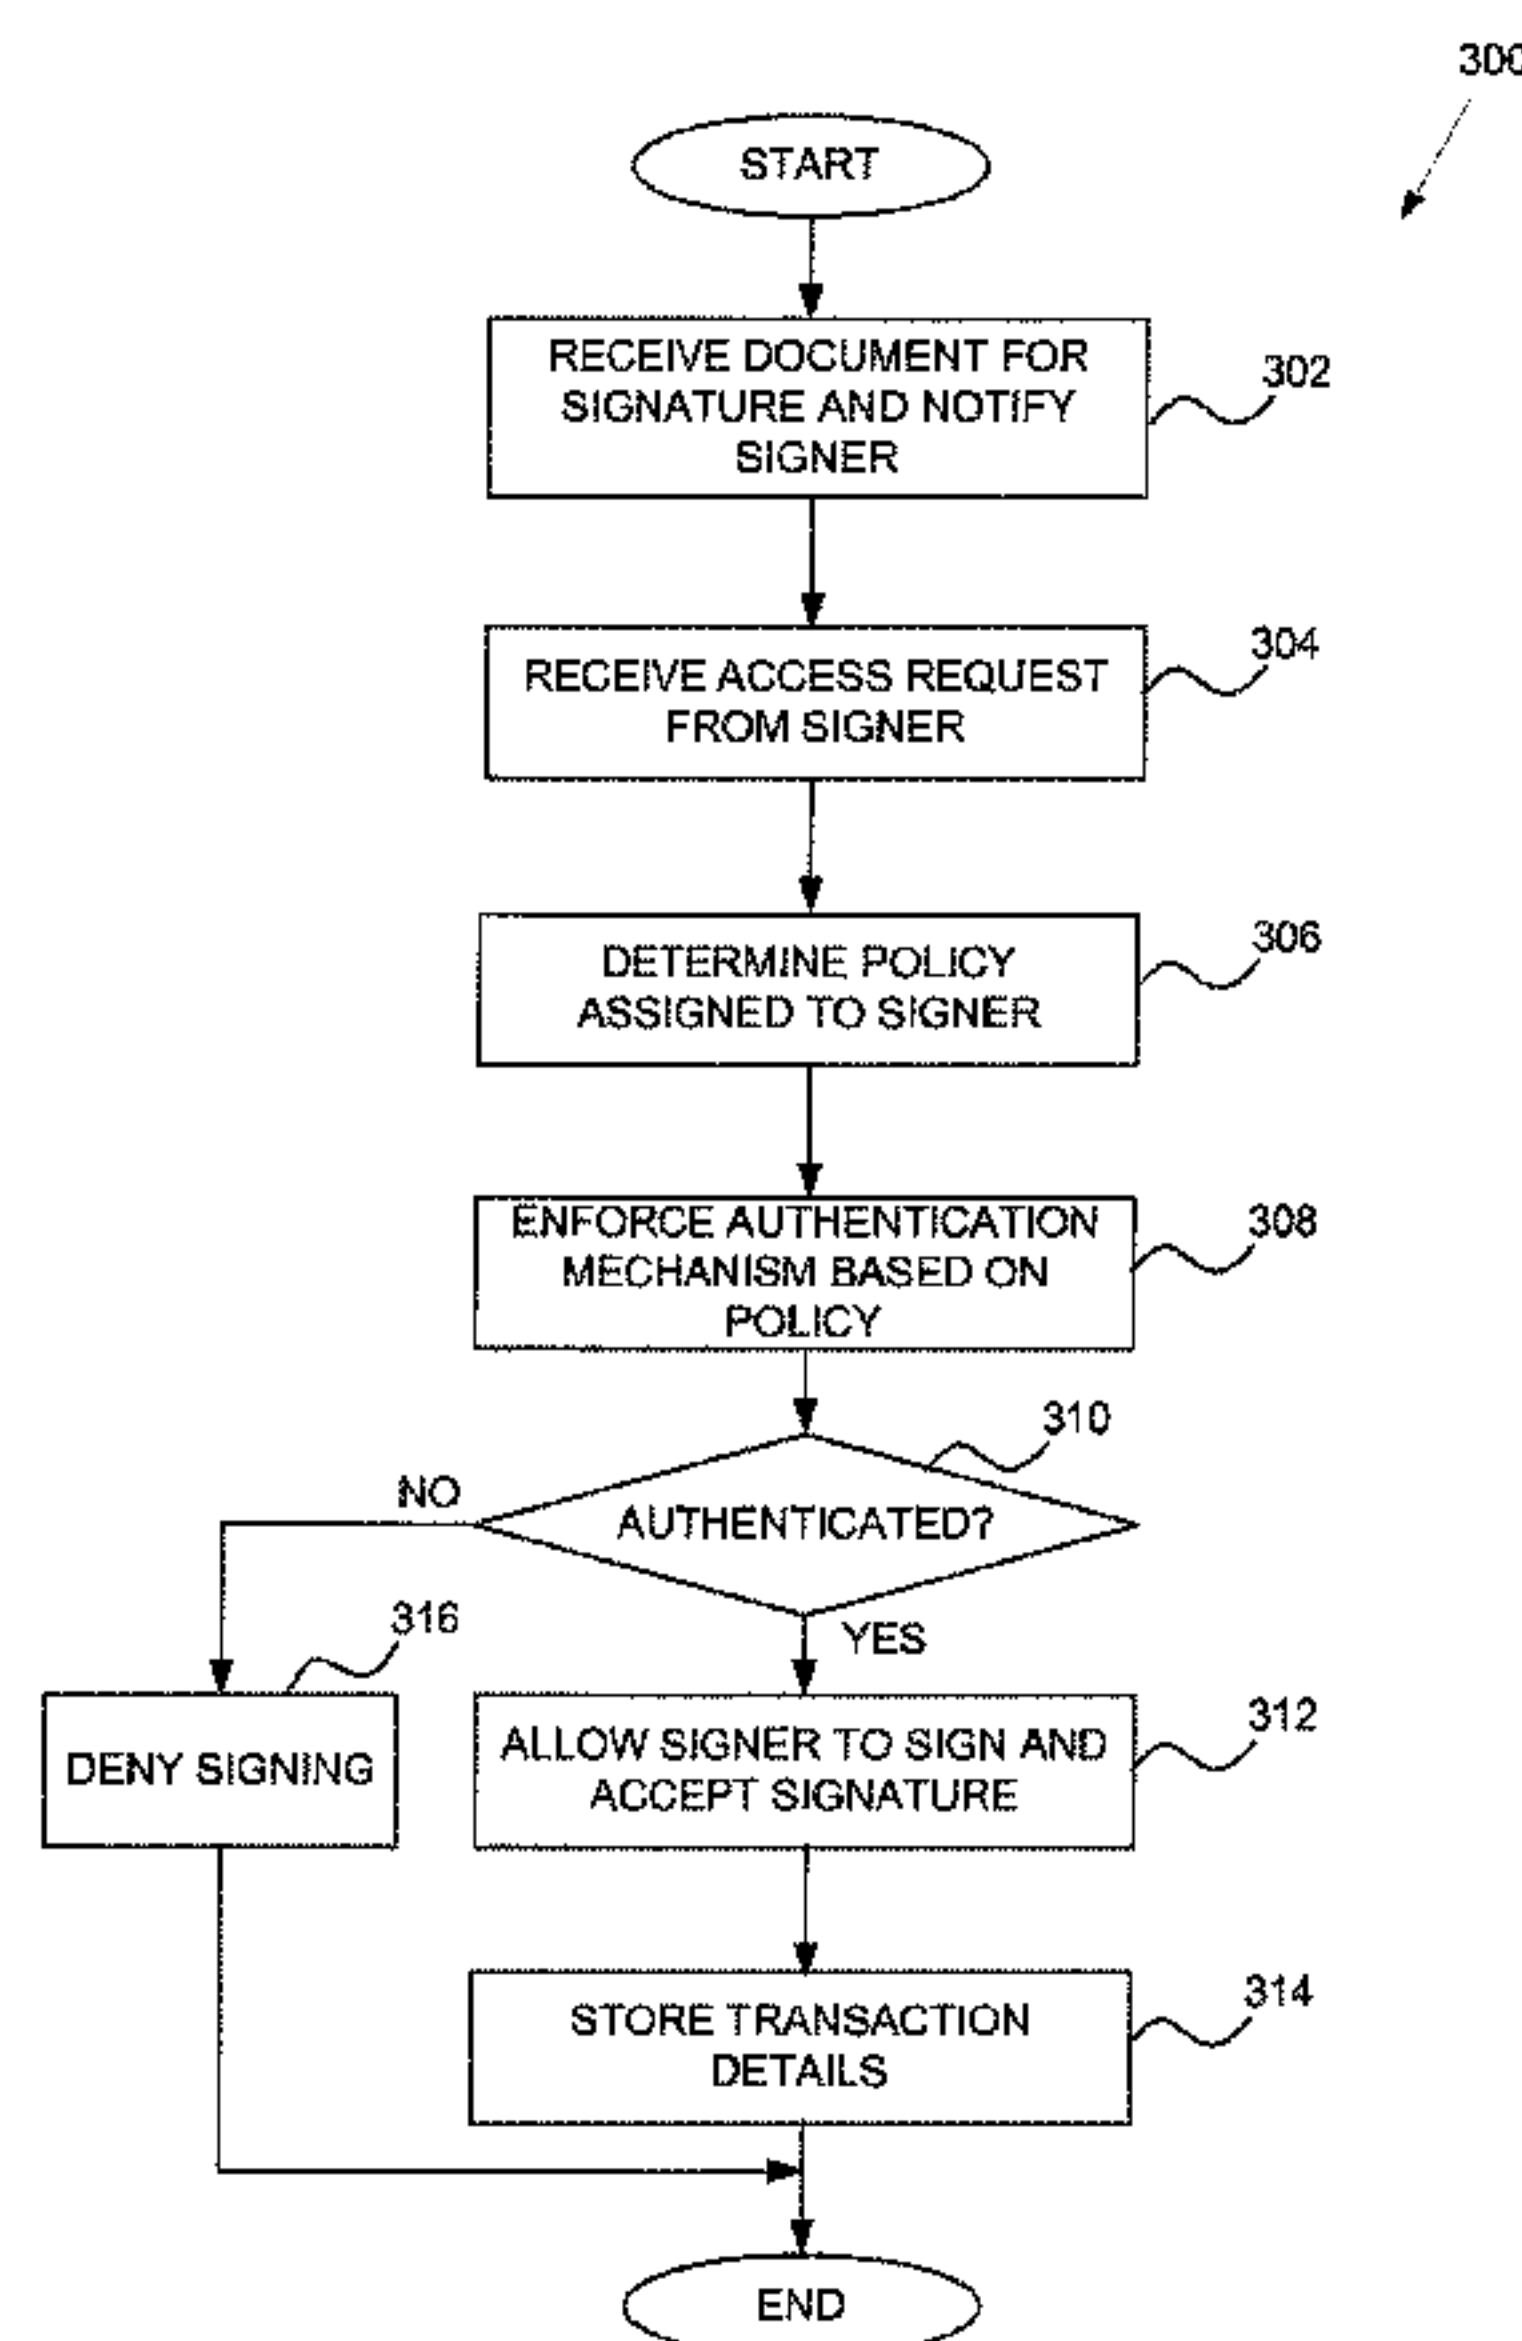 300
START
RECEIVE DOCUMENT FOR
SIGNATURE AND NOTIFY
SIGNER
302
RECEIVE ACCESS REQUEST
FROM SIGNER
304
DETERMINE POLICY
ASSIGNED TO SIGNER
306
ENFORCE AUTHENTICATION
MECHANISM BASED ON
POLICY
308
310
NO
AUTHENTICATED?
YES
316
DENY SIGNING
ALLOW SIGNER TO SIGN AND
ACCEPT SIGNATURE
312
STORE TRANSACTION
DETAILS
314
END